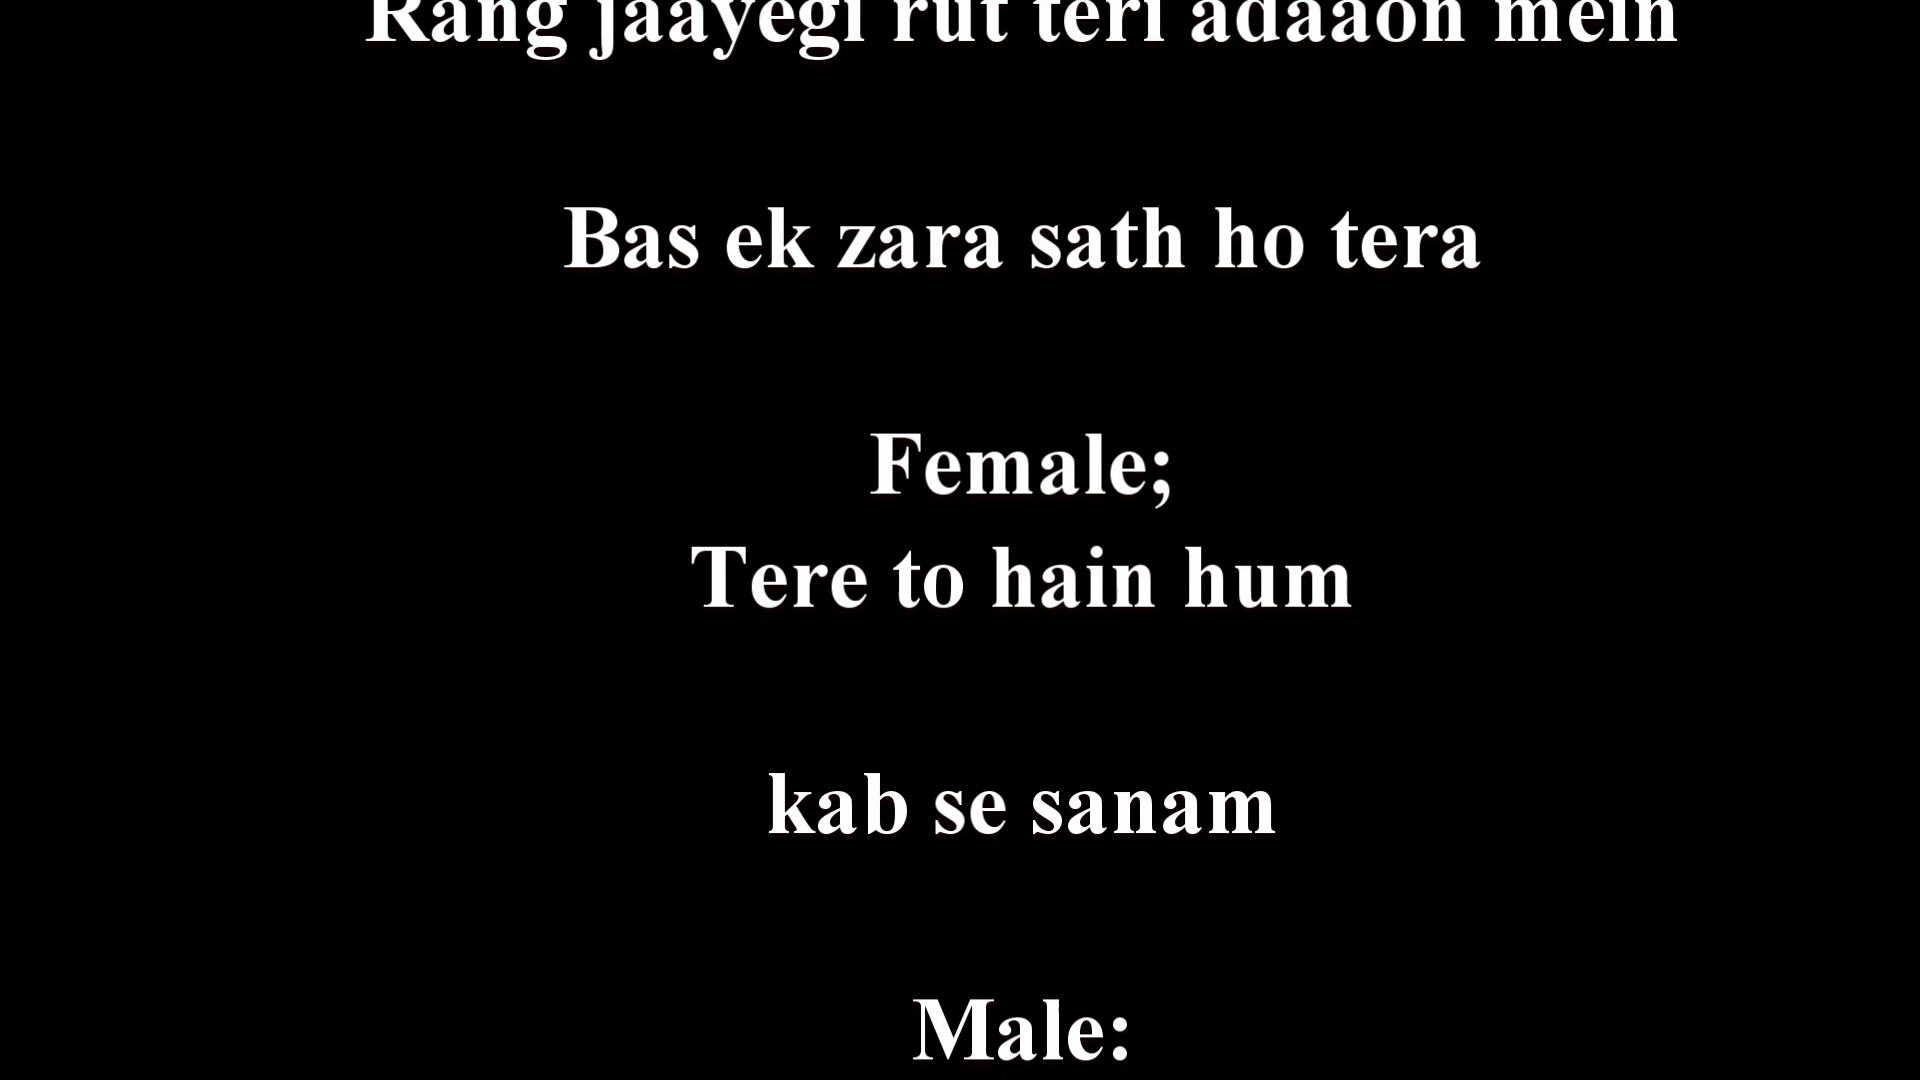 Rang jaayegi rut teri adaaon mein
Bas ek zara sath ho tera
Female;
Tere to hain hum
kab se sanam
Male: